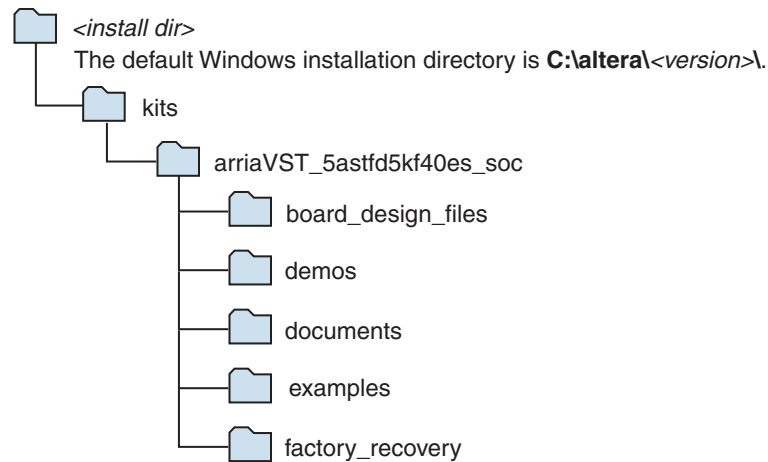 <install dir>
The default Windows installation directory is C:\altera\<version>\.
kits
arriaVST_5astfd5kf40es_soc
board_design_files
demos
documents
examples
factory_recovery